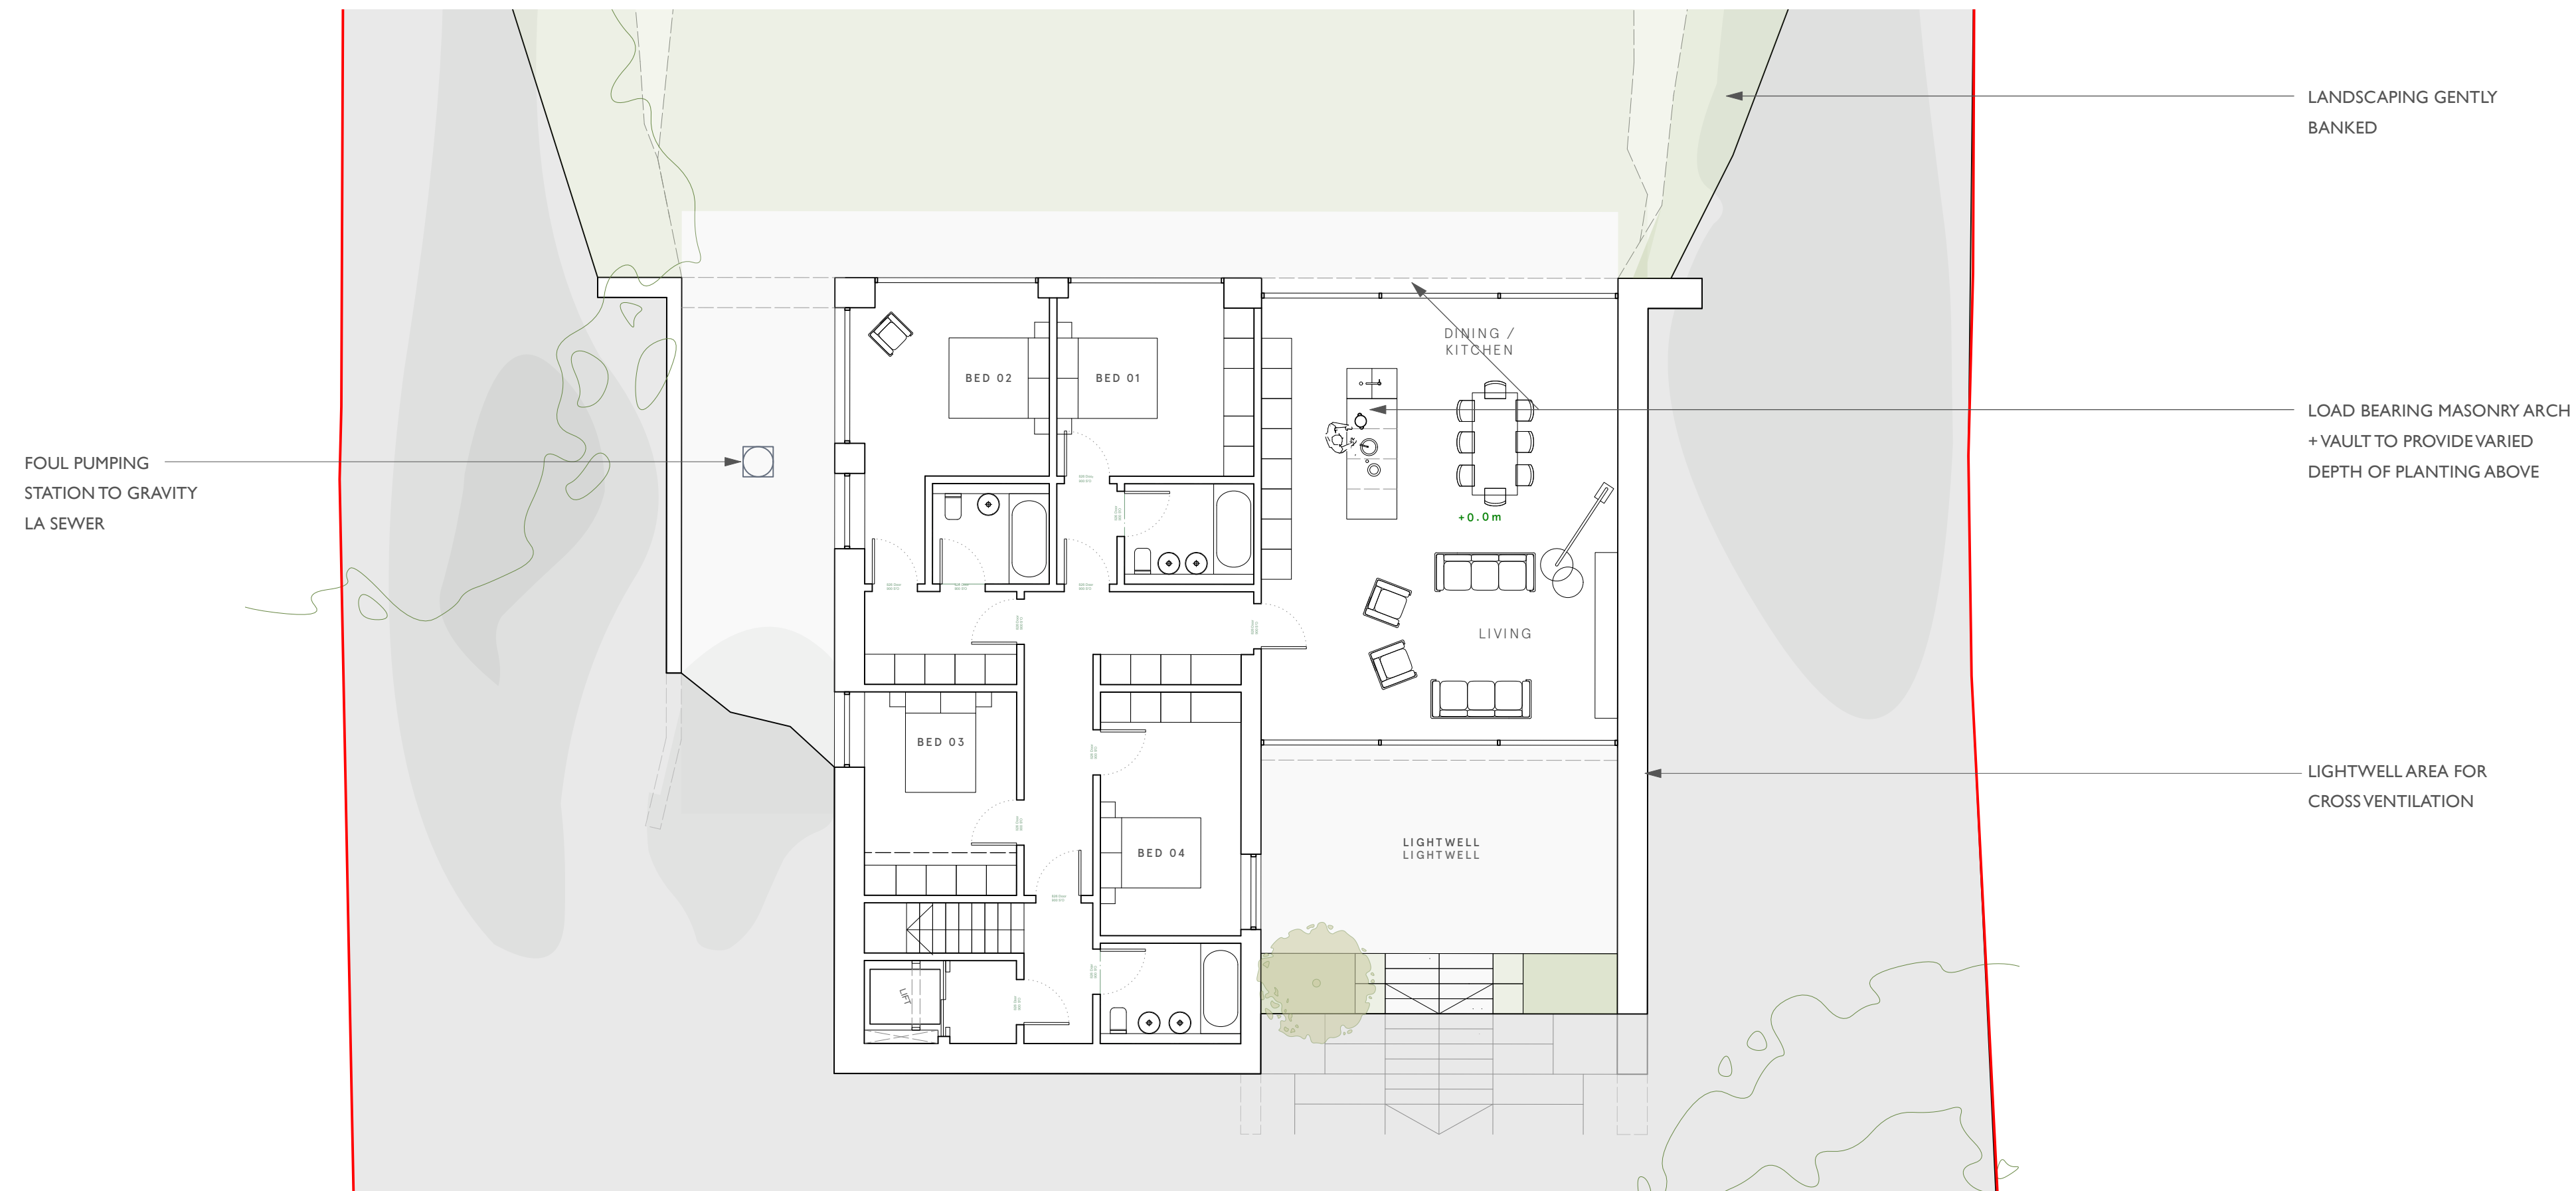 LANDSCAPING GENTLY
BANKED
DINING /
KITCHEN
BED 02
BED 01
LOAD BEARING MASONRY ARCH
+ VAULT TO PROVIDE VARIED
DEPTH OF PLANTING ABOVE
FOUL PUMPING
STATION TO GRAVITY
LA SEWER
+0.0m
LIVING
BED 03
LIGHTWELL AREA FOR
CROSS VENTILATION
LIGHTWELL
LIGHTWELL
BED 04
LIFT